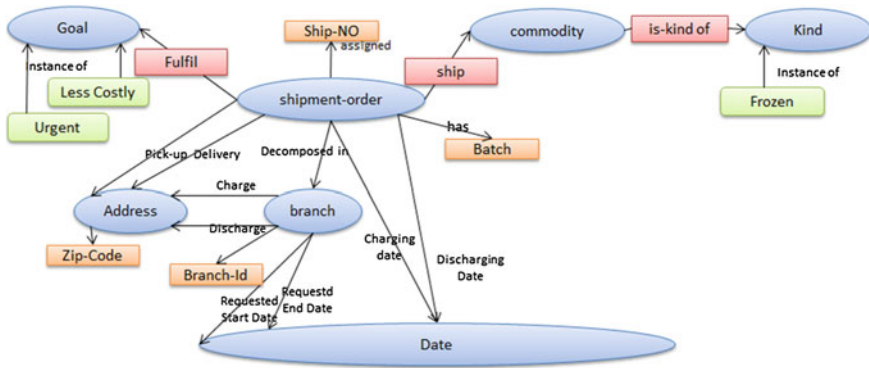 Goal
Ship-NO
assigned
commodity
is-kind of
Kind
Fulfil
Instance of
ship
Less Costly
shipment-order
Instance of
Urgent
Frozen
has
Pick-up Delivery
Decomposed in
Batch
Charge
Address
branch
Discharge
Charging
date
Zip-Code
Branch-Id
Discharging
Date
Requested
Start Date
Requestd
End Date
Date